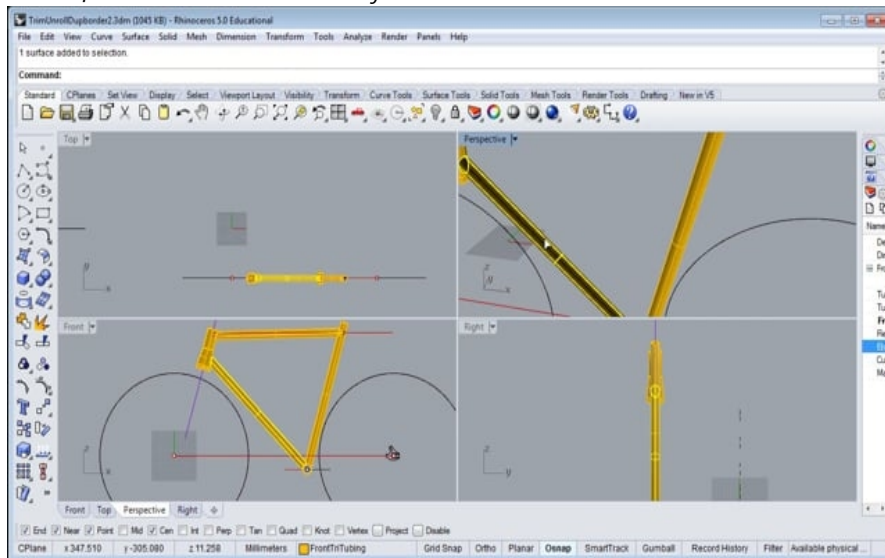 TrimUnrollDupborder2.3dm (1045 KB) - Rhinoceros 5.0 Educational
File Edit View Curve Surface Solid Mesh Dimension Transform Tools Analyze Render Panels Help
1 surface added to selection.
Command:
Standard CPlanes Set View Display Select Viewport Layout Visibility Transform Curve Tools Surface Tools Solid Tools Mesh Tools Render Tools Drafting New in V5
Top
Perspective
Name
y
x
z
y
x
Front
Right
z
x
z
y
Front Top Perspective Right
End Near Point Mid Cen Int Perp Tan Quad Knot Vertex Project Disable
CPlane x 347.510 y -305.080 z 11.258 Millimeters FrontTriTubing Grid Snap Ortho Planar Osnap SmartTrack Gumball Record History Filter Available physical ...